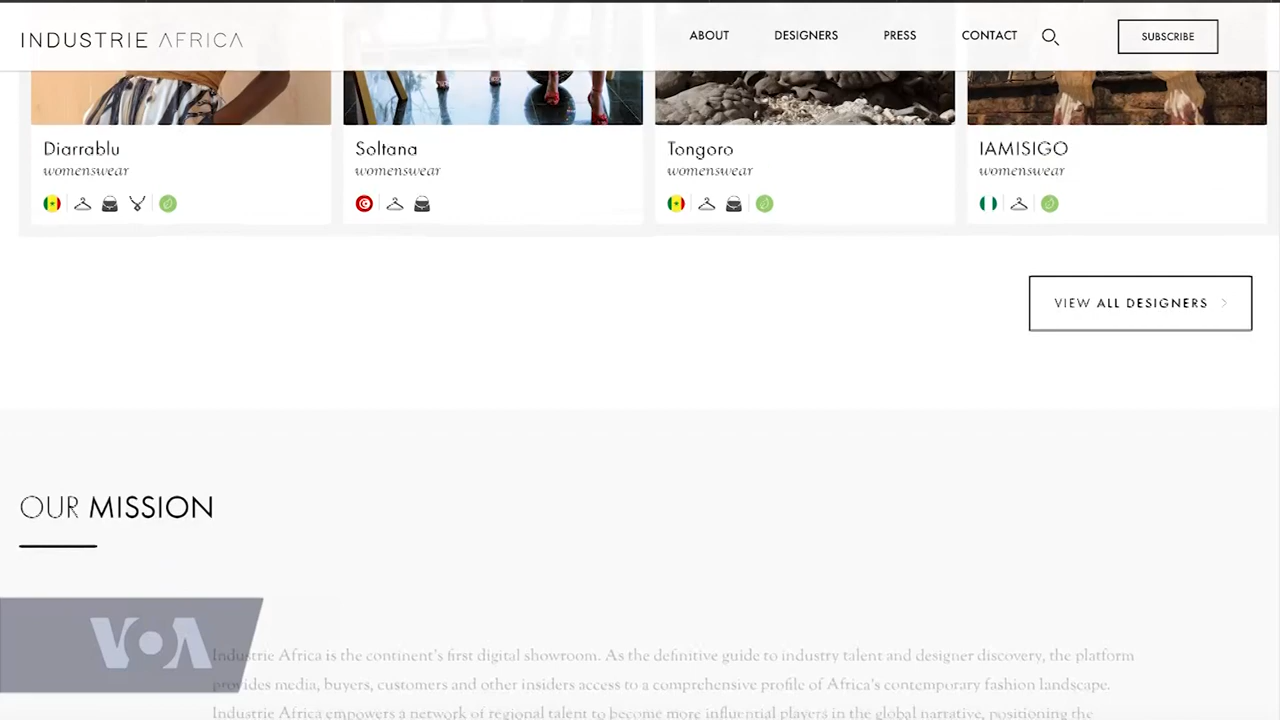 INDUSTRIE AFRICA
ABOUT DESIGNERS PRESS CONTACT SUBSCRIBE
Diarrablu Soltana Tongoro IAMISIGO
womenswear womenswear womenswear womenswear
VIEW ALL DESIGNERS
OUR MISSION
VOA
Industrie Africa is the continent's first digital showroom. As the definitive guide to industry talent and designer discovery, the platform
provides media, buyers, customers and other insiders access to a comprehensive profile of Africa's contemporary fashion landscape.
Industrie Africa empowers a network of regional talent to become more influential players in the global narrative, positioning the